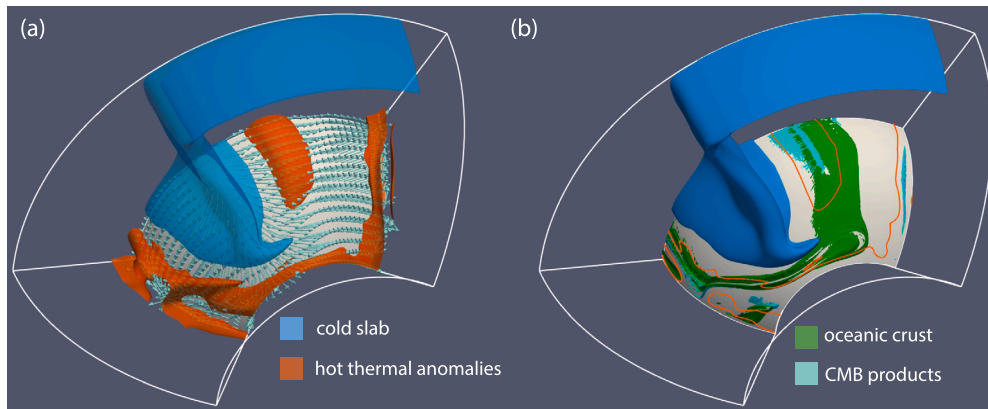 (a)
cold slab
hot thermal anomalies
(b)
oceanic crust
CMB products